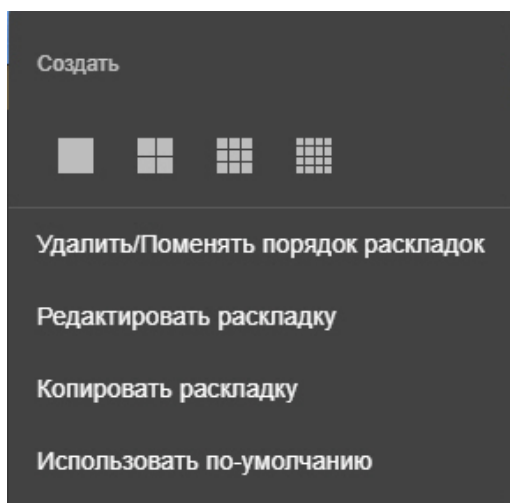 Создать
Удалить/Поменять порядок раскладок
Редактировать раскладку
Копировать раскладку
Использовать по-умолчанию